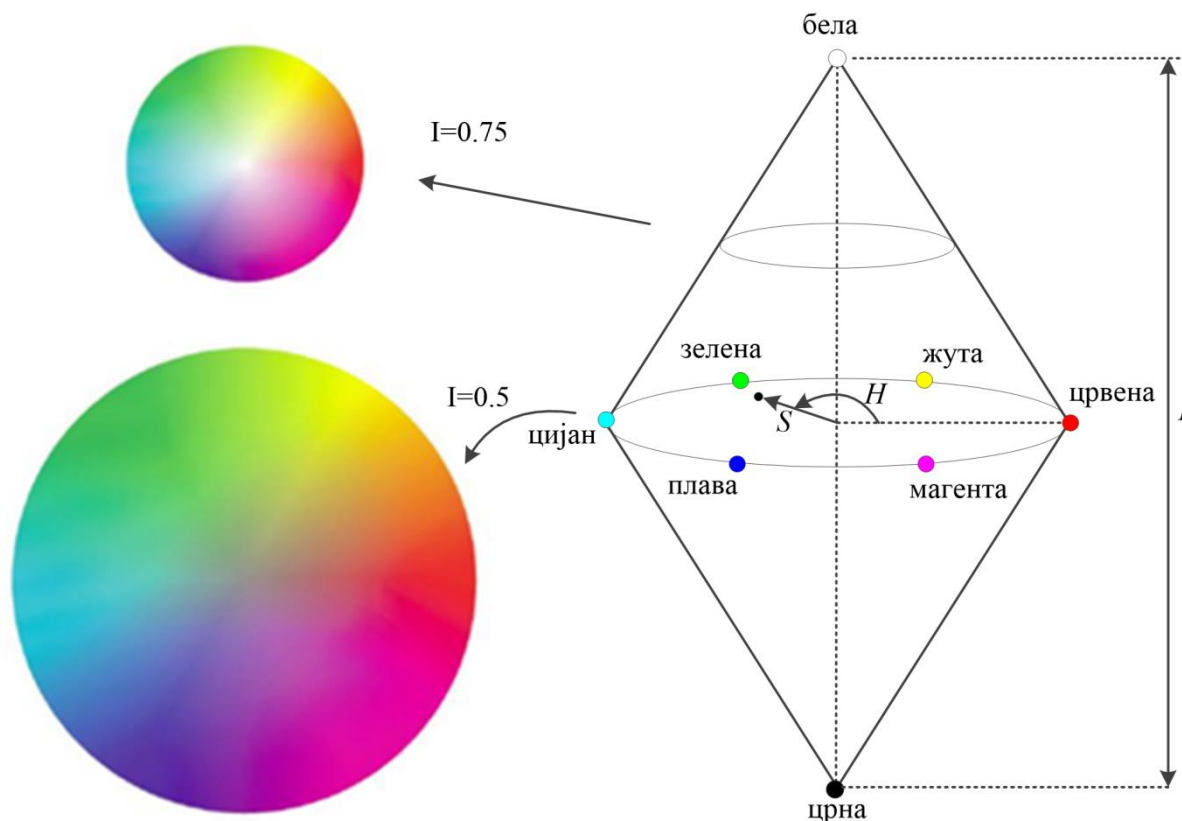 бела
I=0.75
зелена
жута
H
црвена
I=0.5
S
цијан
плава
магента
црна